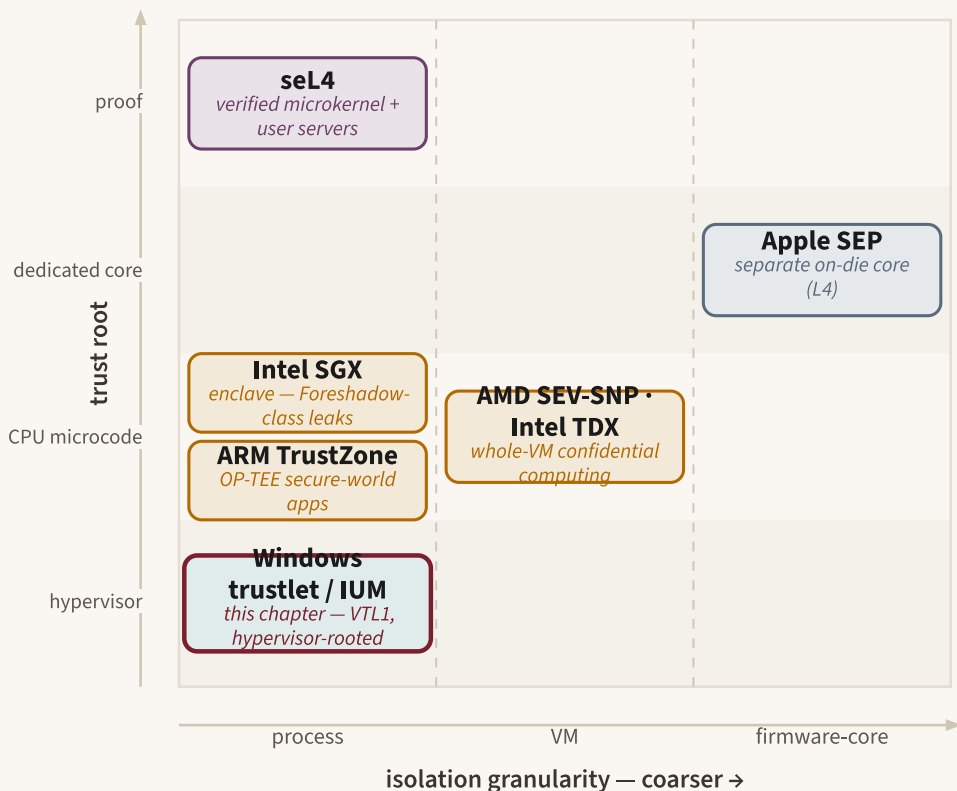 seL4
verified microkernel +
user servers
proof
Apple SEP
separate on-die core
(L4)
dedicated core
trust root
Intel SGX
enclave — Foreshadow-
class leaks
AMD SEV-SNP ·
Intel TDX
whole-VM confidential
computing
CPU microcode
ARM TrustZone
OP-TEE secure-world
apps
Windows
trustlet / IUM
this chapter — VTL1,
hypervisor-rooted
hypervisor
process
VM
firmware-core
isolation granularity — coarser →